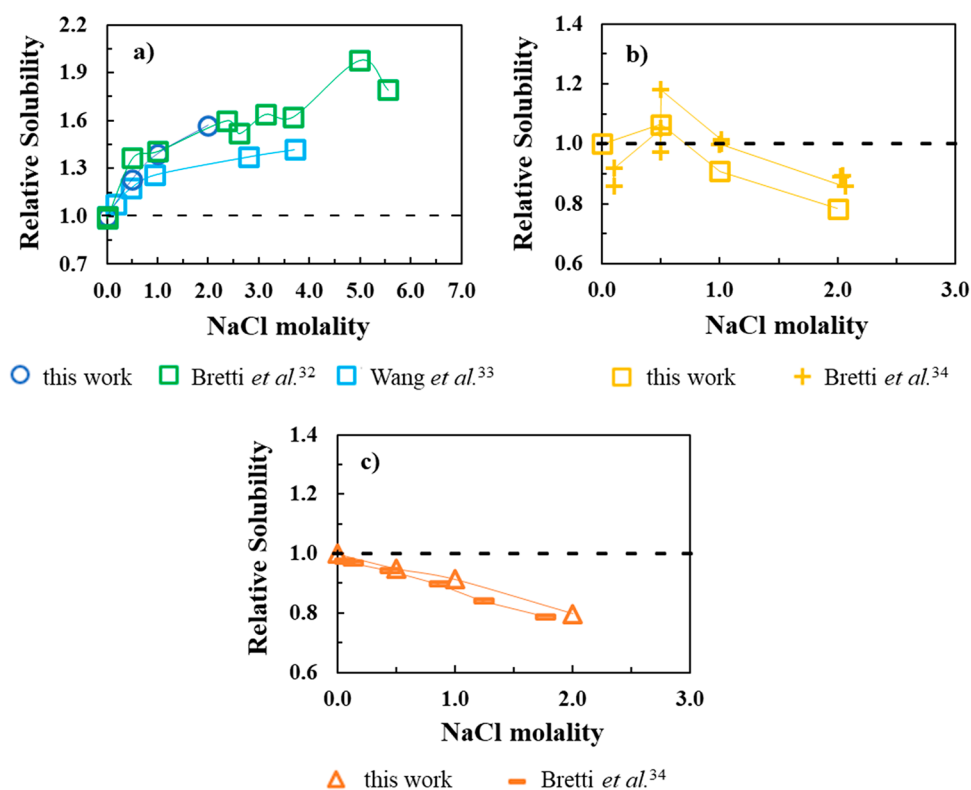 Relative Solubility
2.2
1.9
1.6
1.3
1.0
0.7
a)
0.0 1.0 2.0 3.0 4.0 5.0 6.0 7.0
NaCl molality
Relative Solubility
1.4
1.2
1.0
0.8
0.6
b)
0.0 1.0 2.0 3.0
NaCl molality
this work Bretti et al.32 Wang et al.33
this work Bretti et al.34
Relative Solubility
1.4
1.2
1.0
0.8
0.6
c)
0.0 1.0 2.0 3.0
NaCl molality
this work Bretti et al.34